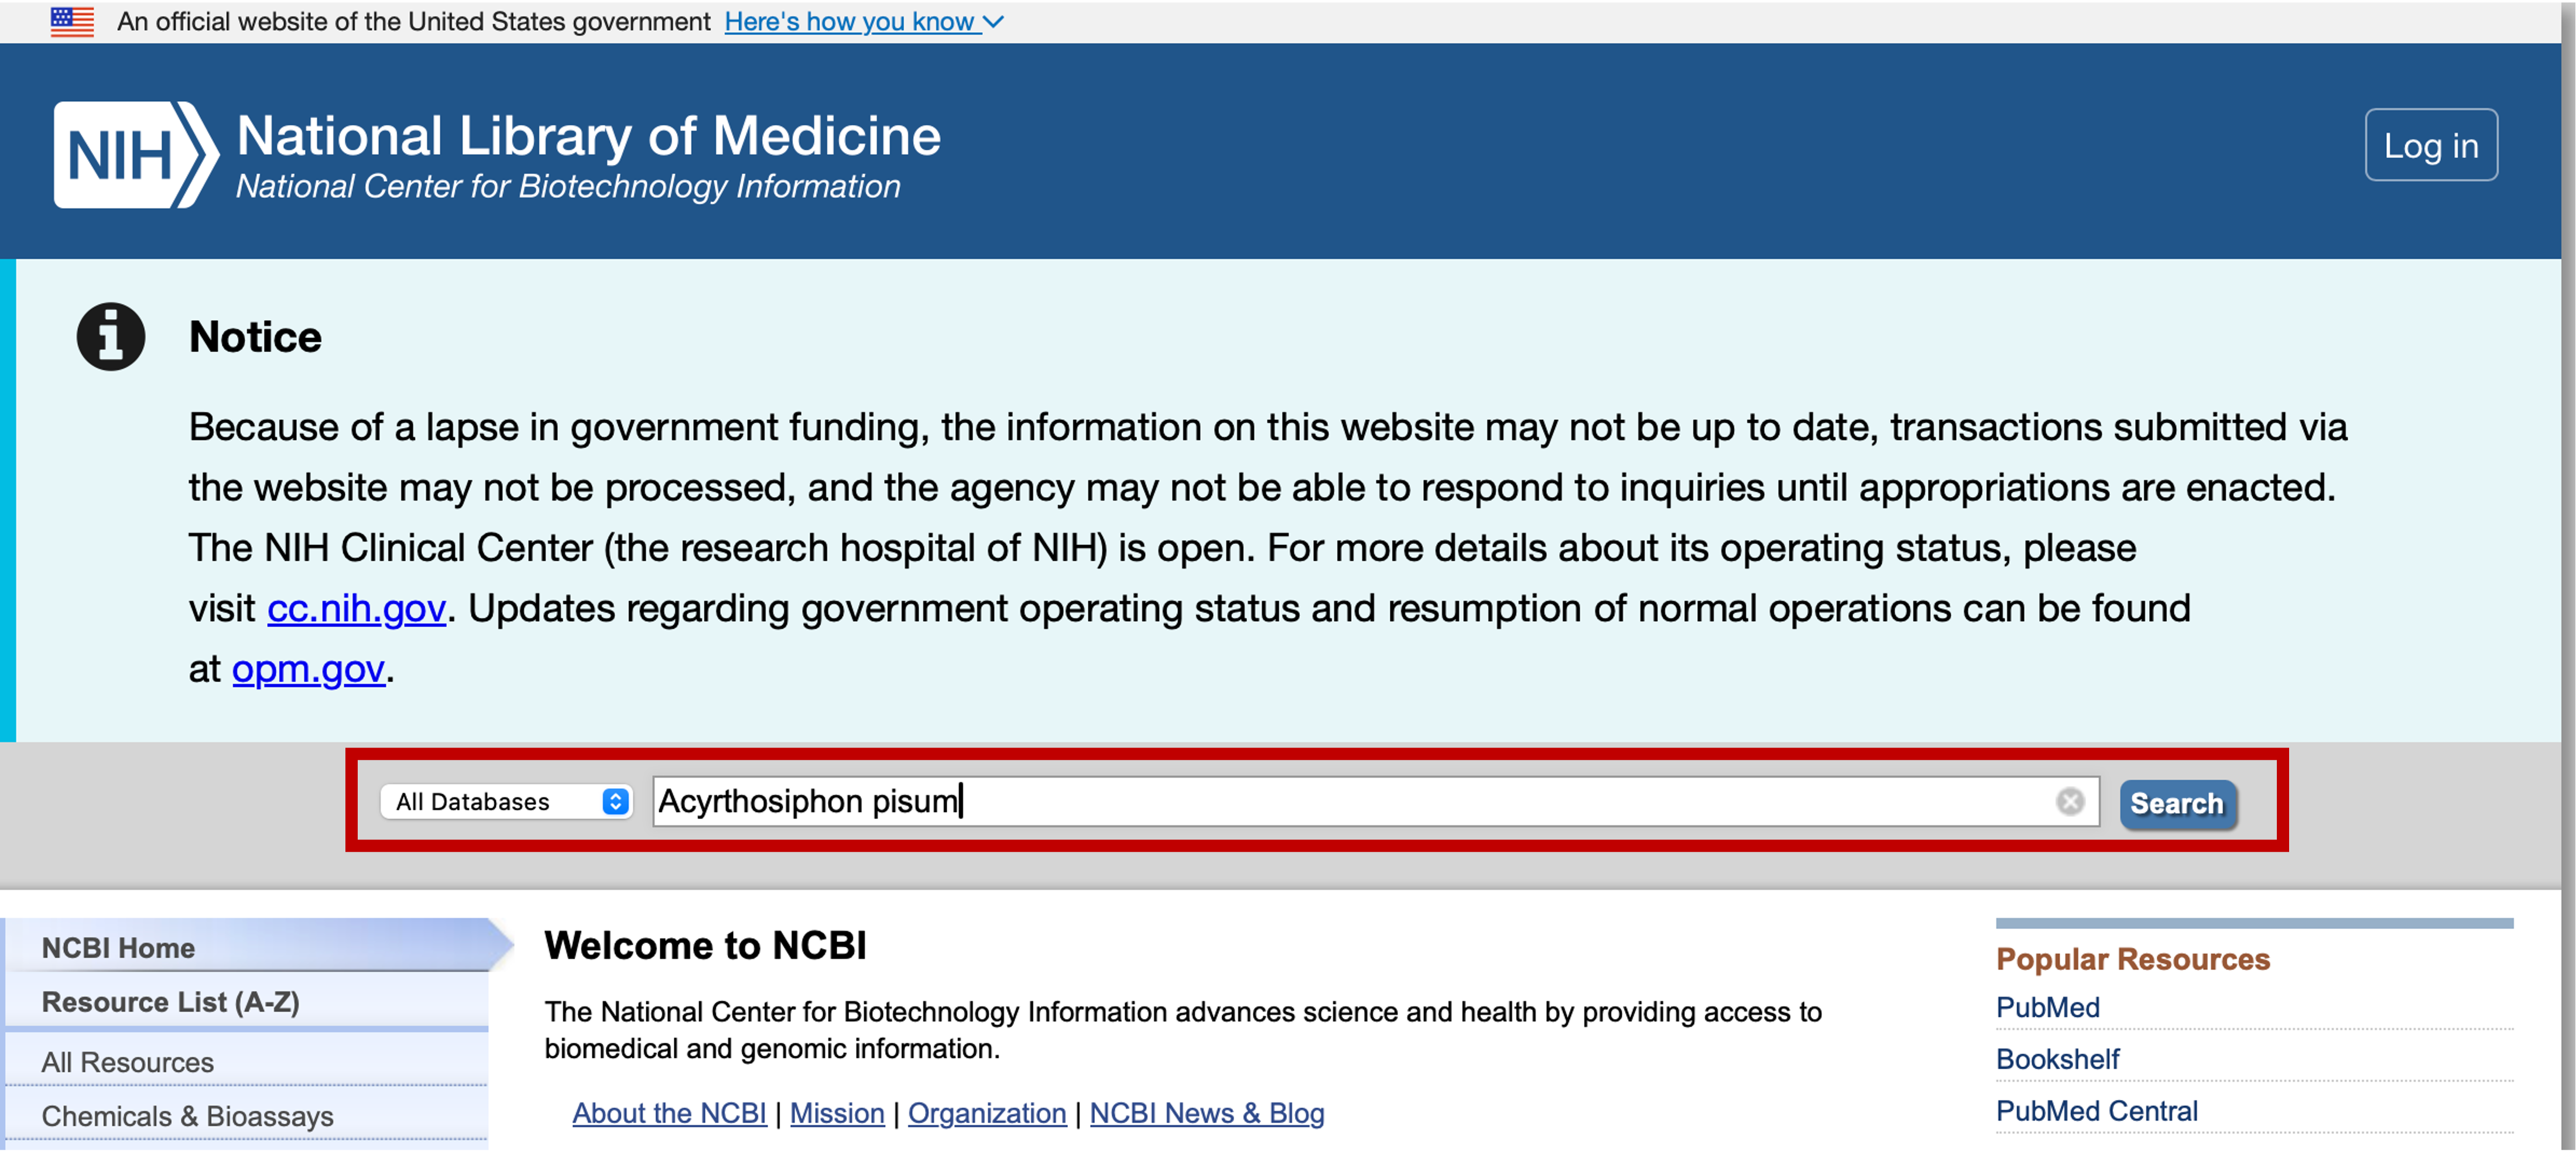 An official website of the United States government Here's how you know
NIH
National Library of Medicine
National Center for Biotechnology Information
Log in
Notice
Because of a lapse in government funding, the information on this website may not be up to date, transactions submitted via
the website may not be processed, and the agency may not be able to respond to inquiries until appropriations are enacted.
The NIH Clinical Center (the research hospital of NIH) is open. For more details about its operating status, please
visit cc.nih.gov. Updates regarding government operating status and resumption of normal operations can be found
at opm.gov.
All Databases
Acyrthosiphon pisum
Search
NCBI Home
Resource List (A-Z)
All Resources
Chemicals & Bioassays
Welcome to NCBI
The National Center for Biotechnology Information advances science and health by providing access to
biomedical and genomic information.
About the NCBI | Mission | Organization | NCBI News & Blog
Popular Resources
PubMed
Bookshelf
PubMed Central